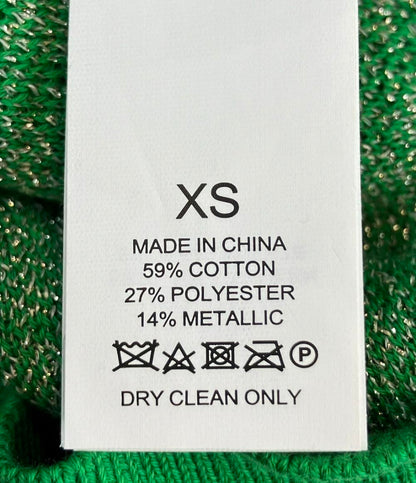 XS
MADE IN CHINA
59% COTTON
27% POLYESTER
14% METALLIC
P
DRY CLEAN ONLY